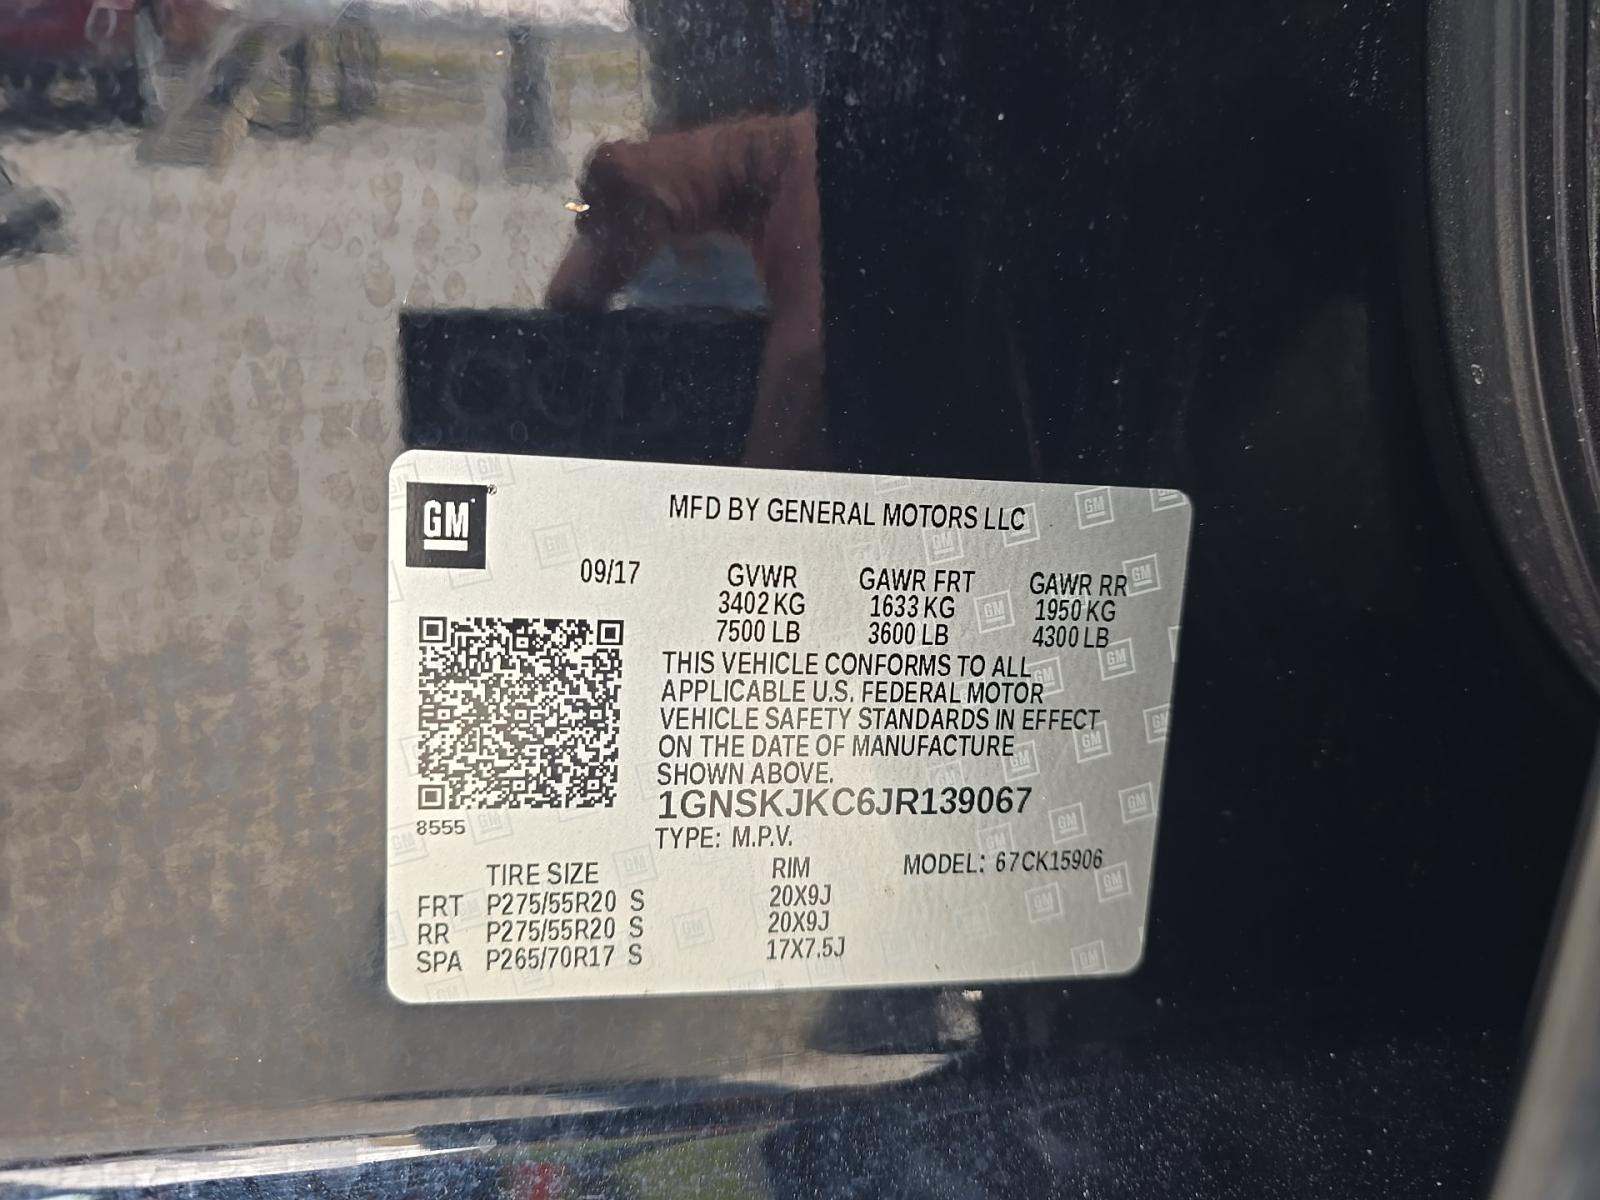 GM
MFD BY GENERAL MOTORS LLC
09/17
GVWR GAWR FRT GAWR RR
3402 KG 1633 KG 1950 KG
7500 LB 3600 LB 4300 LB
THIS VEHICLE CONFORMS TO ALL
APPLICABLE U.S. FEDERAL MOTOR
VEHICLE SAFETY STANDARDS IN EFFECT
ON THE DATE OF MANUFACTURE
SHOWN ABOVE.
1GNSKJKC6JR139067
8555
TYPE: M.P.V.
TIRE SIZE RIM MODEL: 67CK15906
FRT P275/55R20 S 20X9J
RR P275/55R20 S 20X9J
SPA P265/70R17 S 17X7.5J